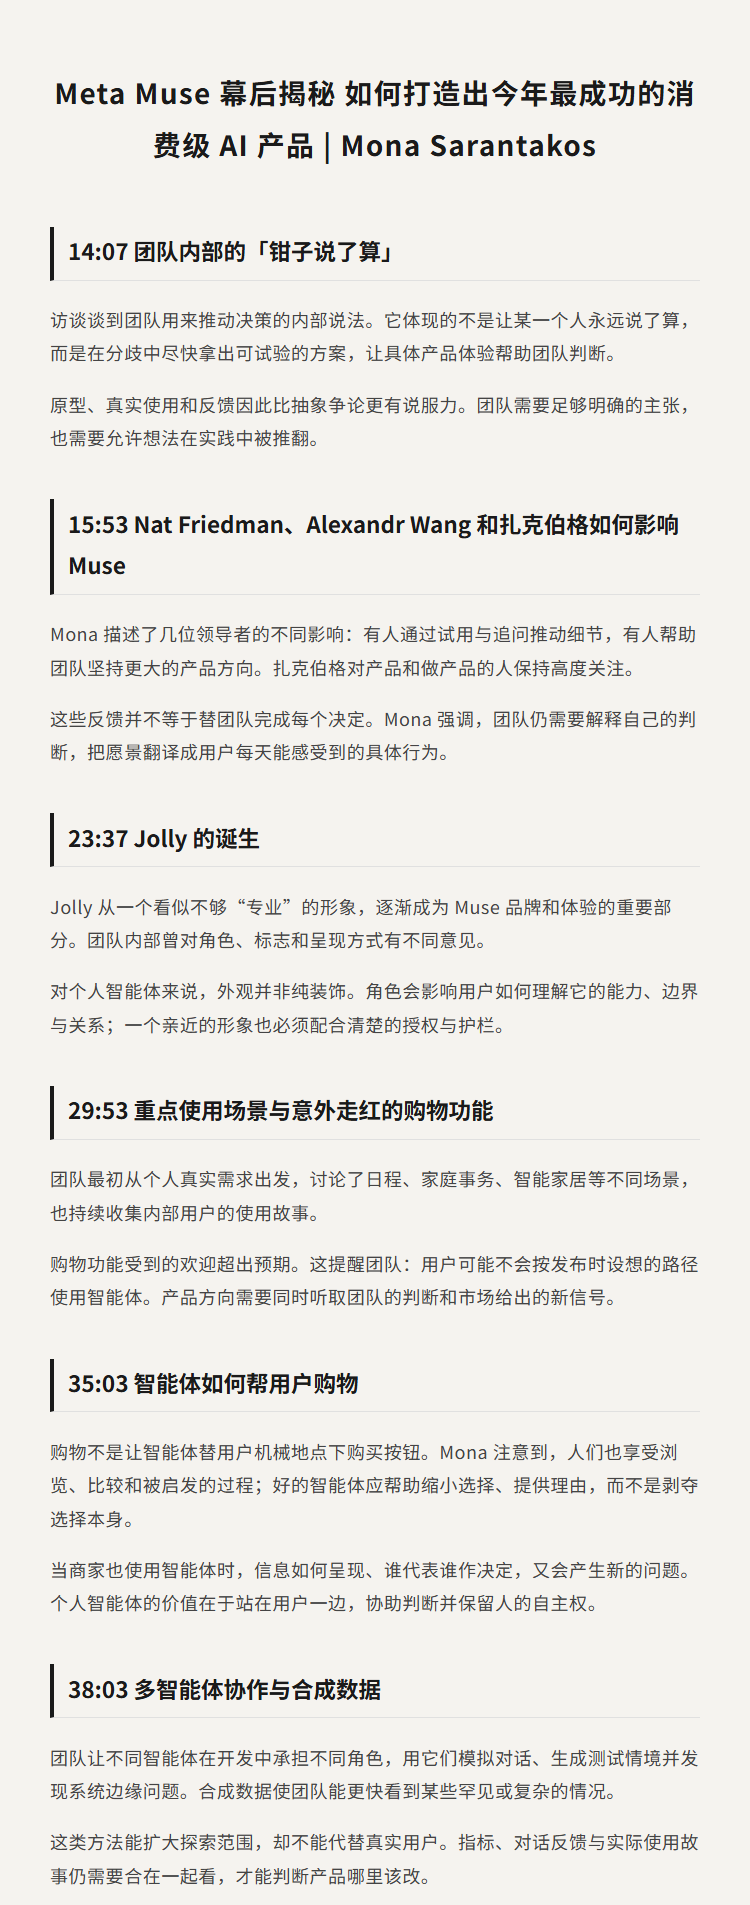 Meta Muse 幕后揭秘 如何打造出今年最成功的消
费级 AI 产品 | Mona Sarantakos
14:07 团队内部的「钳子说了算」
访谈谈到团队用来推动决策的内部说法。它体现的不是让某一个人永远说了算，
而是在分歧中尽快拿出可试验的方案，让具体产品体验帮助团队判断。
原型、真实使用和反馈因此比抽象争论更有说服力。团队需要足够明确的主张，
也需要允许想法在实践中被推翻。
15:53 Nat Friedman、Alexandr Wang 和扎克伯格如何影响
Muse
Mona 描述了几位领导者的不同影响：有人通过试用与追问推动细节，有人帮助
团队坚持更大的产品方向。扎克伯格对产品和做产品的人保持高度关注。
这些反馈并不等于替团队完成每个决定。Mona 强调，团队仍需要解释自己的判
断，把愿景翻译成用户每天能感受到的具体行为。
23:37 Jolly 的诞生
Jolly 从一个看似不够“专业”的形象，逐渐成为 Muse 品牌和体验的重要部
分。团队内部曾对角色、标志和呈现方式有不同意见。
对个人智能体来说，外观并非纯装饰。角色会影响用户如何理解它的能力、边界
与关系；一个亲近的形象也必须配合清楚的授权与护栏。
29:53 重点使用场景与意外走红的购物功能
团队最初从个人真实需求出发，讨论了日程、家庭事务、智能家居等不同场景，
也持续收集内部用户的使用故事。
购物功能受到的欢迎超出预期。这提醒团队：用户可能不会按发布时设想的路径
使用智能体。产品方向需要同时听取团队的判断和市场给出的新信号。
35:03 智能体如何帮用户购物
购物不是让智能体替用户机械地点下购买按钮。Mona 注意到，人们也享受浏
览、比较和被启发的过程；好的智能体应帮助缩小选择、提供理由，而不是剥夺
选择本身。
当商家也使用智能体时，信息如何呈现、谁代表谁作决定，又会产生新的问题。
个人智能体的价值在于站在用户一边，协助判断并保留人的自主权。
38:03 多智能体协作与合成数据
团队让不同智能体在开发中承担不同角色，用它们模拟对话、生成测试情境并发
现系统边缘问题。合成数据使团队能更快看到某些罕见或复杂的情况。
这类方法能扩大探索范围，却不能代替真实用户。指标、对话反馈与实际使用故
事仍需要合在一起看，才能判断产品哪里该改。